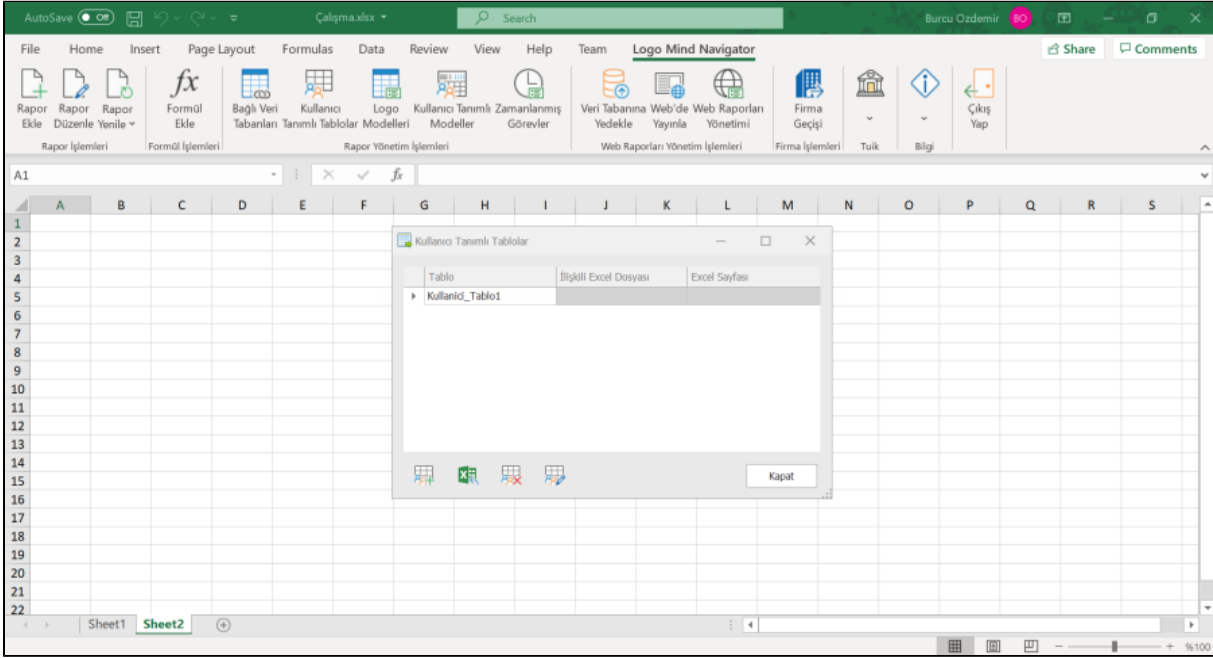 AutoSave Off Çalışma.xlsx Search Burcu Ozdemir BO
File Home Insert Page Layout Formulas Data Review View Help Team Logo Mind Navigator Share Comments
Rapor Ekle Rapor Düzenle Rapor Yenile Formül Ekle Bağlı Veri Tabanları Kullanıcı Tanımlı Tablolar Logo Modelleri Kullanıcı Tanımlı Modeller Zamanlanmış Görevler Veri Tabanına Yedekle Web'de Yayınla Web Raporları Yönetimi Firma Geçişi Çıkış Yap
Rapor İşlemleri Formül İşlemleri Rapor Yönetim İşlemleri Web Raporları Yönetim İşlemleri Firma İşlemleri Tuik Bilgi
A1 fx
A B C D E F G H I J K L M N O P Q R S
1
2
3
4
5
6
7
8
9
10
11
12
13
14
15
16
17
18
19
20
21
22
Kullanıcı Tanımlı Tablolar
Tablo İlişkili Excel Dosyası Excel Sayfası
Kullanici_Tablo1
Kapat
Sheet1 Sheet2
%100